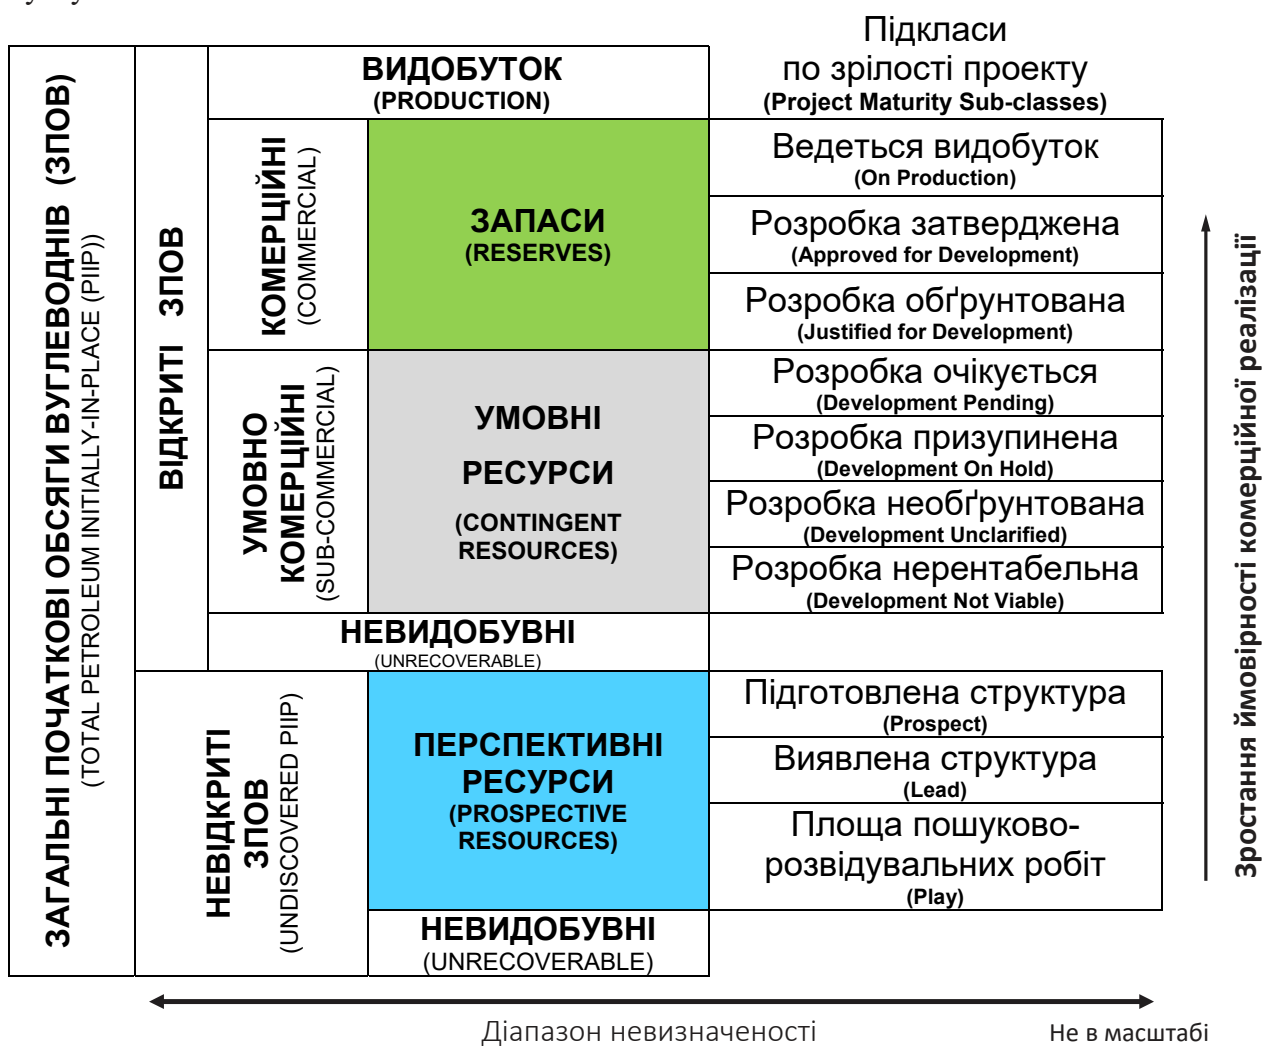 ЗАГАЛЬНІ ПОЧАТКОВІ ОБСЯГИ ВУГЛЕВОДНІВ (ЗПОВ)
(TOTAL PETROLEUM INITIALLY-IN-PLACE (PIIP))
ВІДКРИТІ ЗПОВ
ВИДОБУТОК
(PRODUCTION)
Підкласи
по зрілості проекту
(Project Maturity Sub-classes)
КОМЕРЦІЙНІ
(COMMERCIAL)
ЗАПАСИ
(RESERVES)
Ведеться видобуток
(On Production)
Розробка затверджена
(Approved for Development)
Розробка обґрунтована
(Justified for Development)
УМОВНО
КОМЕРЦІЙНІ
(SUB-COMMERCIAL)
УМОВНІ
РЕСУРСИ
(CONTINGENT
RESOURCES)
Розробка очікується
(Development Pending)
Розробка призупинена
(Development On Hold)
Розробка необґрунтована
(Development Unclarified)
Розробка нерентабельна
(Development Not Viable)
НЕВИДОБУВНІ
(UNRECOVERABLE)
НЕВІДКРИТІ
ЗПОВ
(UNDISCOVERED PIIP)
ПЕРСПЕКТИВНІ
РЕСУРСИ
(PROSPECTIVE
RESOURCES)
Підготовлена структура
(Prospect)
Виявлена структура
(Lead)
Площа пошуково-
розвідувальних робіт
(Play)
НЕВИДОБУВНІ
(UNRECOVERABLE)
Зростання ймовірності комерційної реалізації
Діапазон невизначеності
Не в масштабі